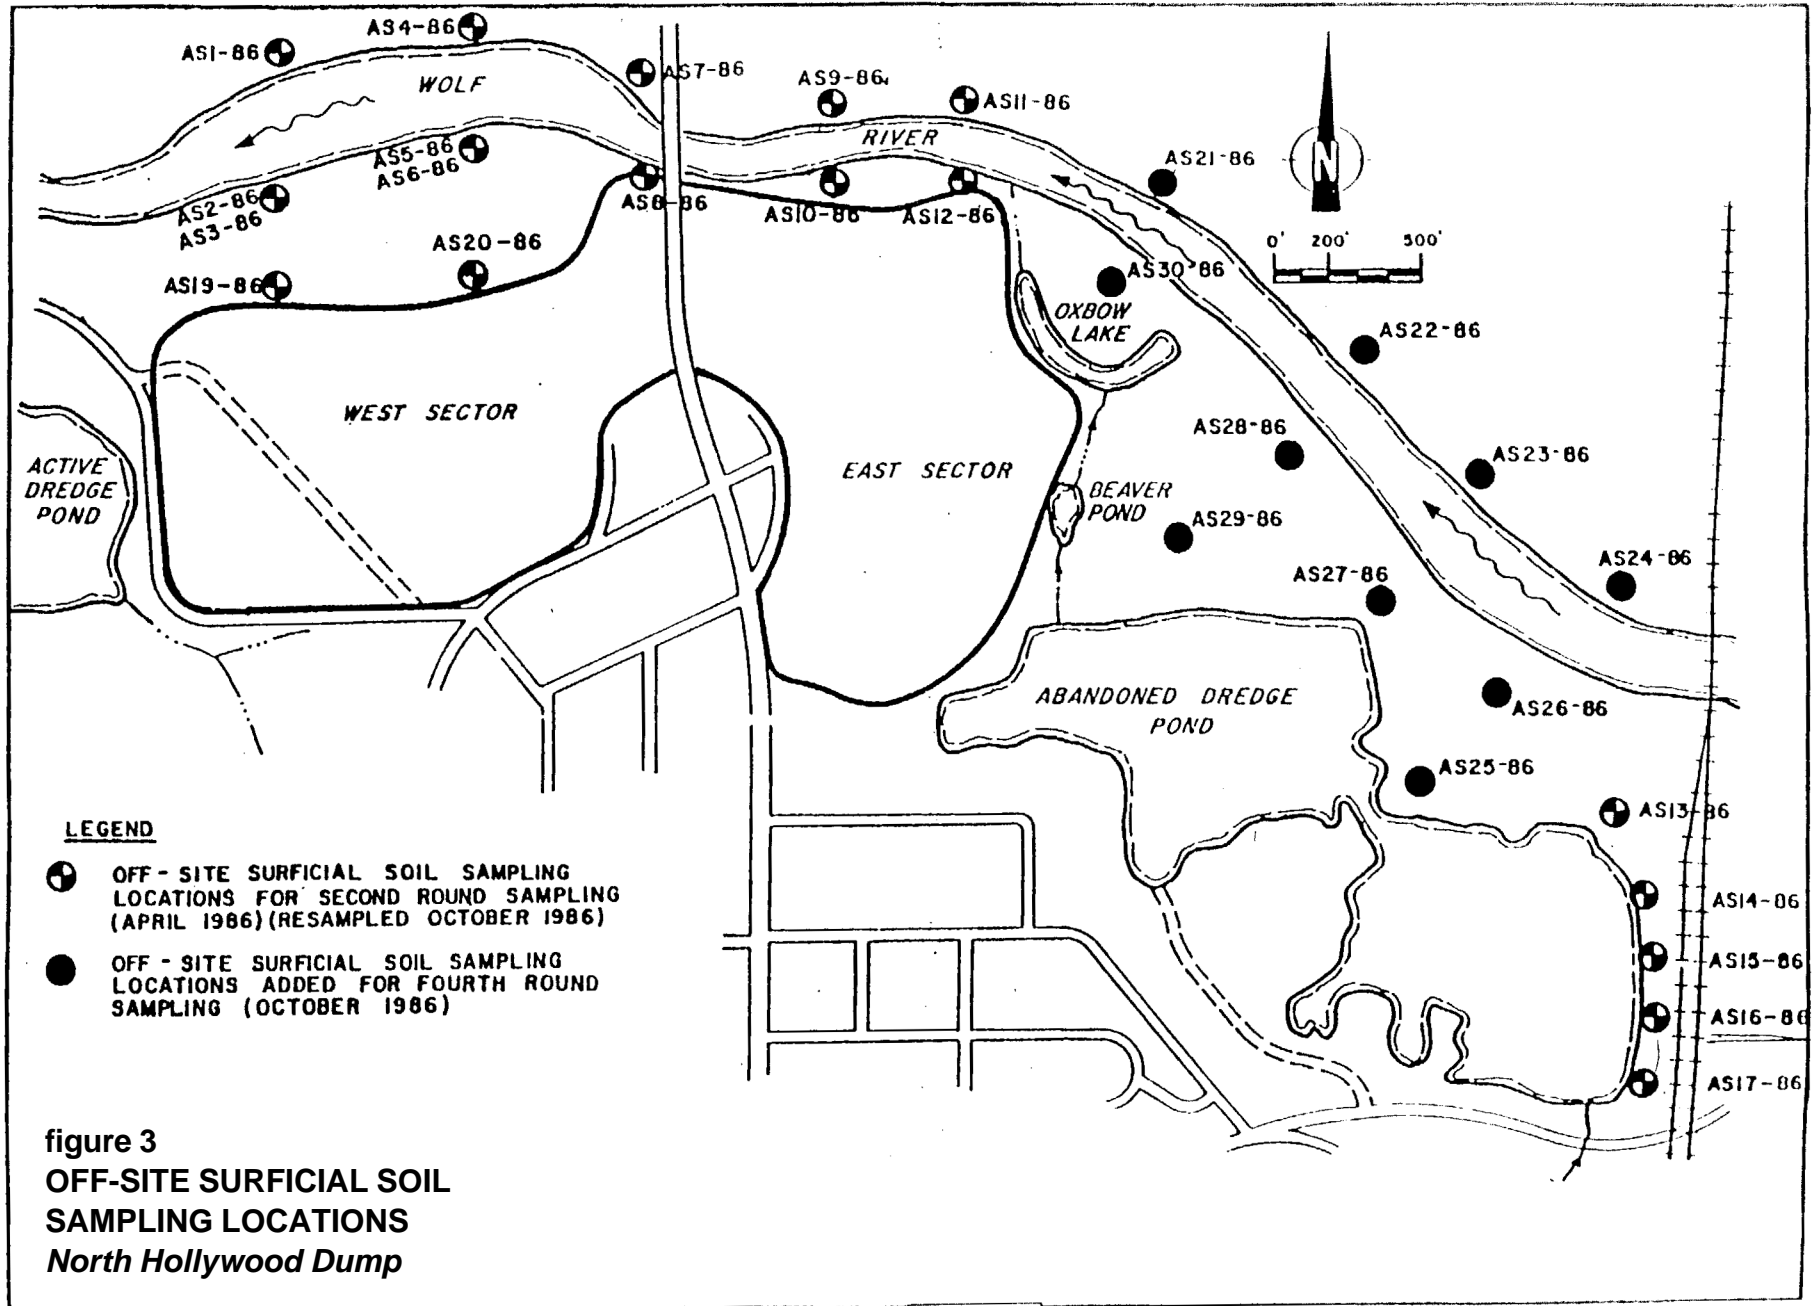 AS4-86
AS1-86
AS7-86
AS9-86
AS11-86
WOLF
RIVER
AS5-86
AS6-86
AS21-86
N
AS2-86
AS3-86
AS8-86
AS10-86
AS12-86
AS20-86
0' 200' 500'
AS19-86
AS30-86
OXBOW
LAKE
AS22-86
WEST SECTOR
AS28-86
AS23-86
ACTIVE
DREDGE
POND
EAST SECTOR
BEAVER
POND
AS29-86
AS24-86
AS27-86
ABANDONED DREDGE
POND
AS26-86
AS25-86
AS13-86
LEGEND
OFF - SITE SURFICIAL SOIL SAMPLING
LOCATIONS FOR SECOND ROUND SAMPLING
(APRIL 1986)(RESAMPLED OCTOBER 1986)
AS14-86
OFF - SITE SURFICIAL SOIL SAMPLING
LOCATIONS ADDED FOR FOURTH ROUND
SAMPLING (OCTOBER 1986)
AS15-86
AS16-86
AS17-86
figure 3
OFF-SITE SURFICIAL SOIL
SAMPLING LOCATIONS
North Hollywood Dump